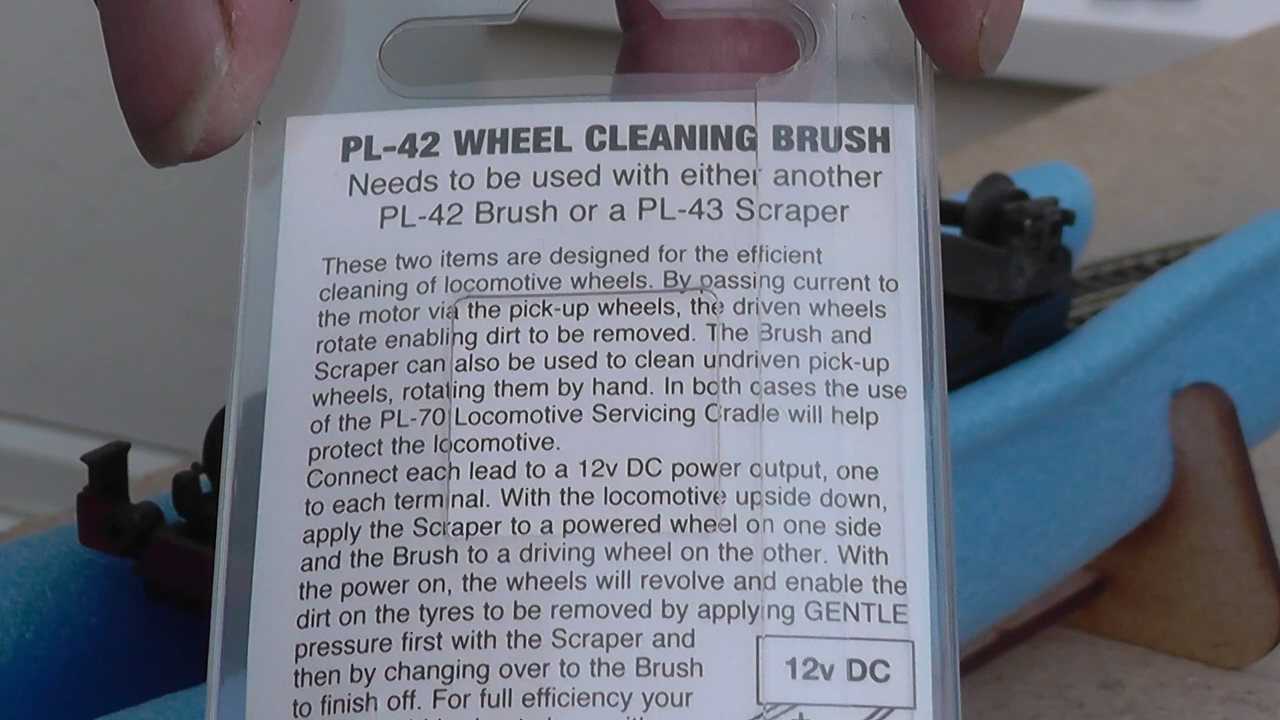 PL-42 WHEEL CLEANING BRUSH
Needs to be used with either another
PL-42 Brush or a PL-43 Scraper
These two items are designed for the efficient
cleaning of locomotive wheels. By passing current to
the motor via the pick-up wheels, the driven wheels
rotate enabling dirt to be removed. The Brush and
Scraper can also be used to clean undriven pick-up
wheels, rotating them by hand. In both cases the use
of the PL-70 Locomotive Servicing Cradle will help
protect the locomotive.
Connect each lead to a 12v DC power output, one
to each terminal. With the locomotive upside down,
apply the Scraper to a powered wheel on one side
and the Brush to a driving wheel on the other. With
the power on, the wheels will revolve and enable the
dirt on the tyres to be removed by applying GENTLE
pressure first with the Scraper and
then by changing over to the Brush
to finish off. For full efficiency your
12v DC